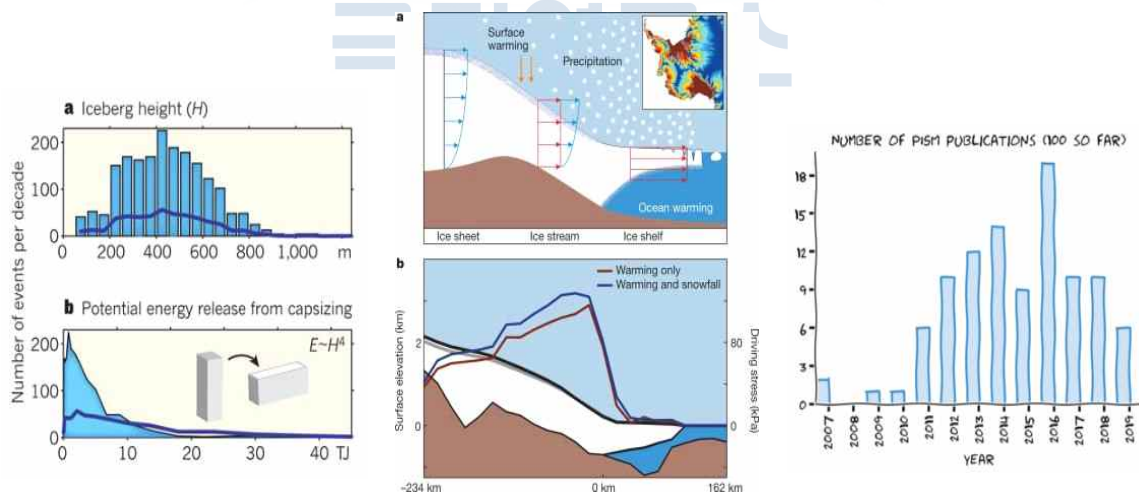 a Iceberg height (H)
200
100
0
0 200 400 600 800 1,000 m
Number of events per decade
b Potential energy release from capsizing
E~H⁴
200
100
0
0 10 20 30 40 TJ
a
Surface
warming
Precipitation
Ocean warming
Ice sheet Ice stream Ice shelf
b
Warming only
Warming and snowfall
Surface elevation (km)
2
0
80
0
Driving stress (kPa)
–234 km 0 km 162 km
NUMBER OF PISM PUBLICATIONS (100 SO FAR)
18
15
12
9
6
3
0
2007 2008 2009 2010 2011 2012 2013 2014 2015 2016 2017 2018 2019
YEAR